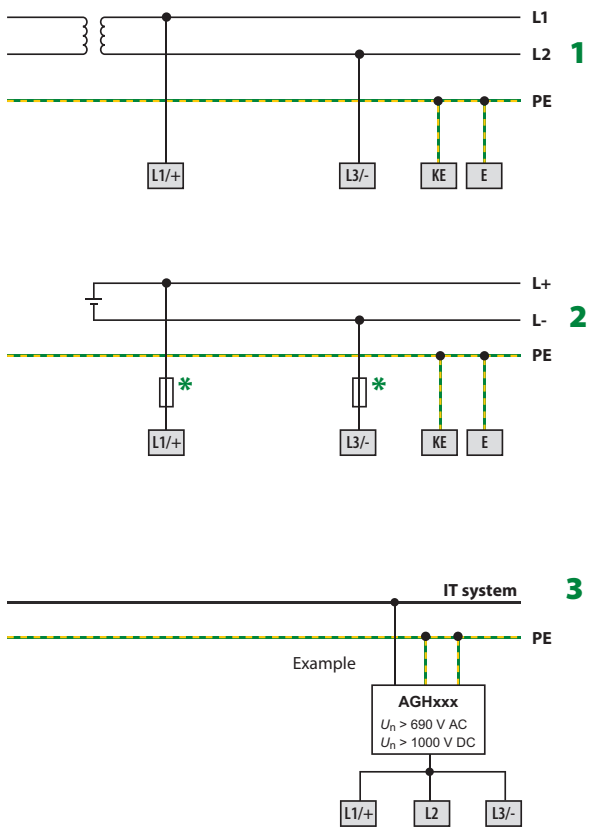 L1
L2 1
PE
L1/+ L3/- KE E
L+
L- 2
PE
* *
L1/+ L3/- KE E
IT system 3
PE
Example
AGHxxx
Un > 690 V AC
Un > 1000 V DC
L1/+ L2 L3/-